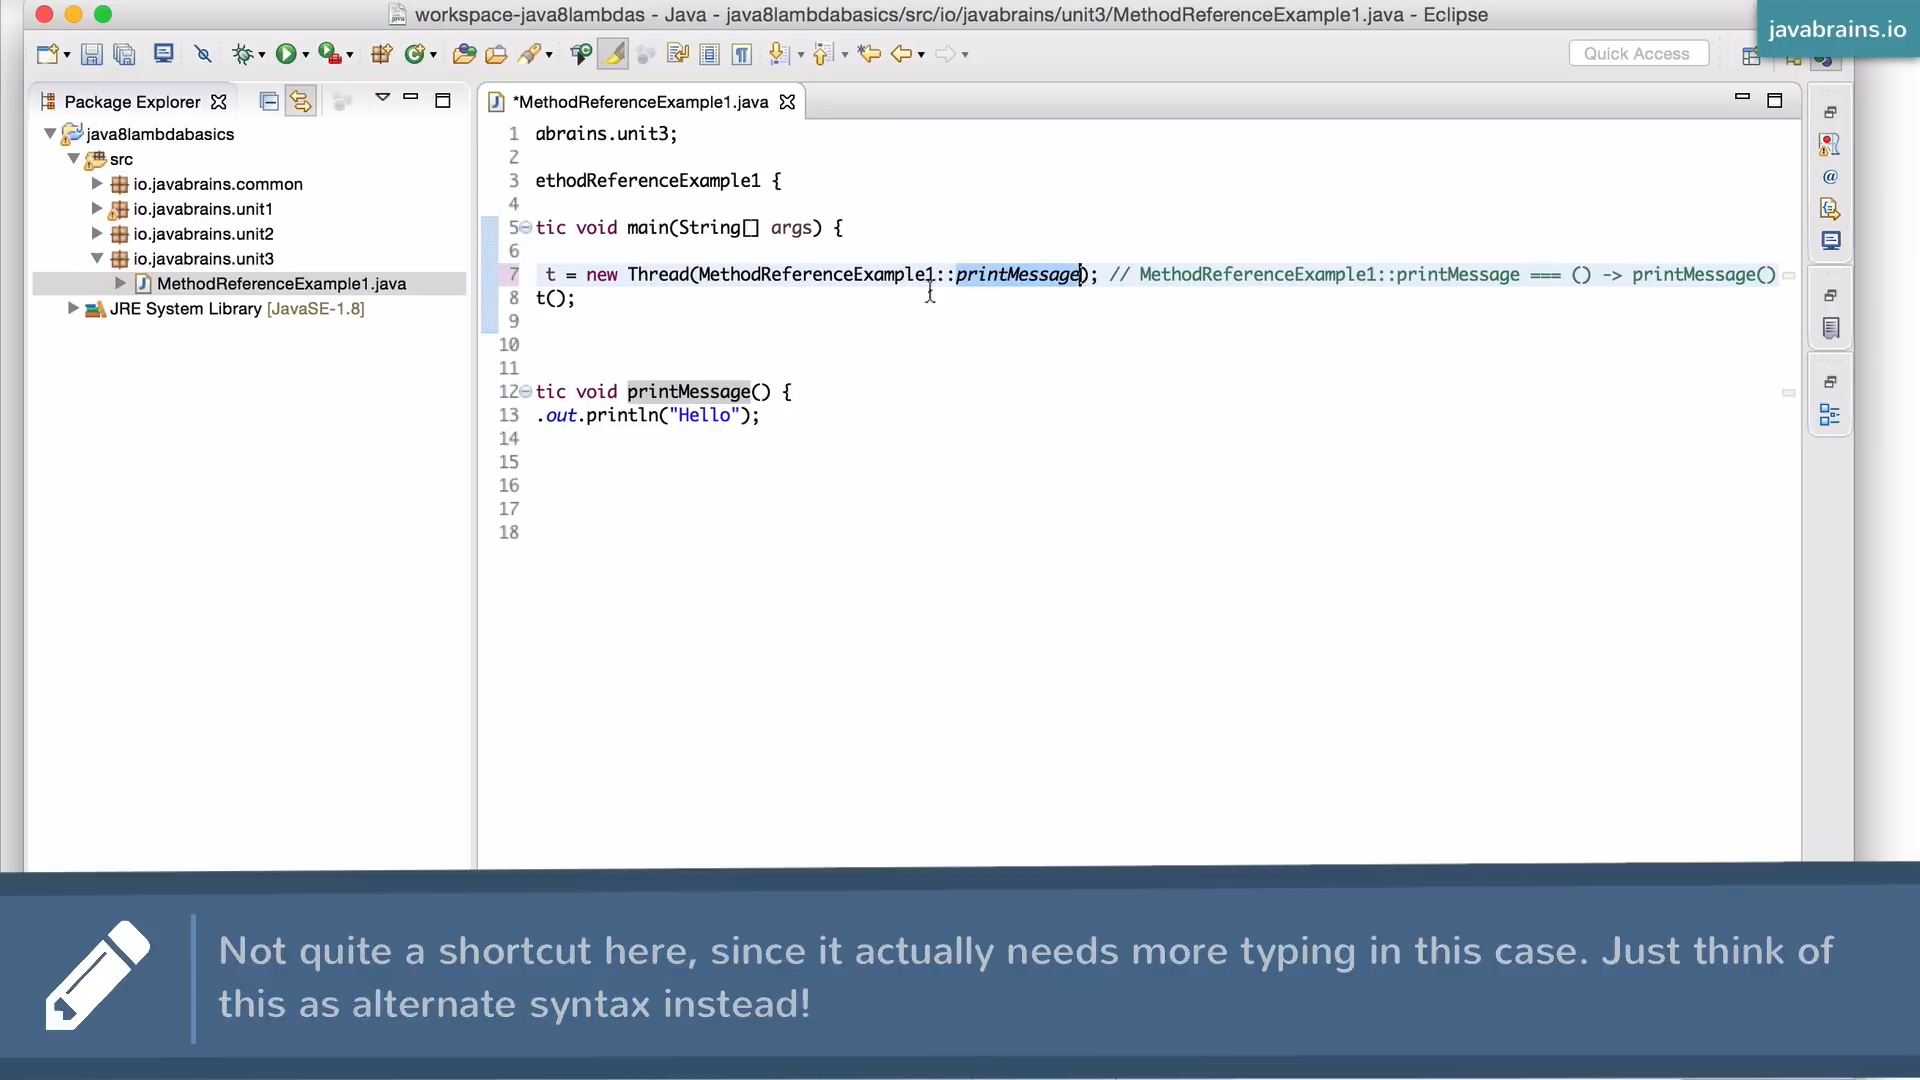 workspace-java8lambdas - Java - java8lambdabasics/src/io/javabrains/unit3/MethodReferenceExample1.java - Eclipse
javabrains.io
Quick Access
Package Explorer
*MethodReferenceExample1.java
java8lambdabasics
src
io.javabrains.common
io.javabrains.unit1
io.javabrains.unit2
io.javabrains.unit3
MethodReferenceExample1.java
JRE System Library [JavaSE-1.8]
1 abrains.unit3;
2
3 ethodReferenceExample1 {
4
5 tic void main(String[] args) {
6
7 t = new Thread(MethodReferenceExample1::printMessage); // MethodReferenceExample1::printMessage === () -> printMessage()
8 t();
9
10
11
12 tic void printMessage() {
13 .out.println("Hello");
14
15
16
17
18
Not quite a shortcut here, since it actually needs more typing in this case. Just think of
this as alternate syntax instead!